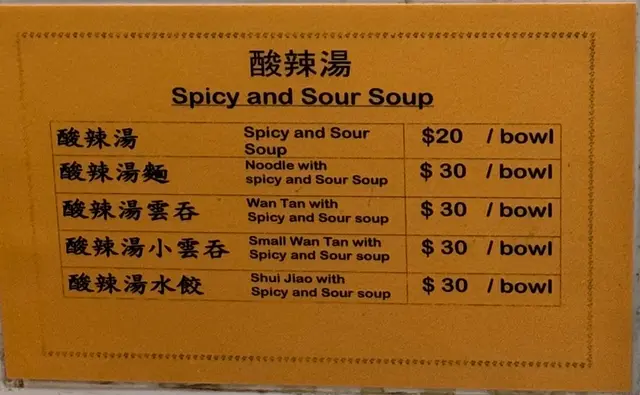 酸辣湯
Spicy and Sour Soup
酸辣湯 Spicy and Sour $20 / bowl
Soup
酸辣湯麵 Noodle with $ 30 / bowl
spicy and Sour Soup
酸辣湯雲吞 Wan Tan with $ 30 / bowl
Spicy and Sour soup
酸辣湯小雲吞 Small Wan Tan with $ 30 / bowl
Spicy and Sour soup
酸辣湯水餃 Shui Jiao with $ 30 / bowl
Spicy and Sour soup